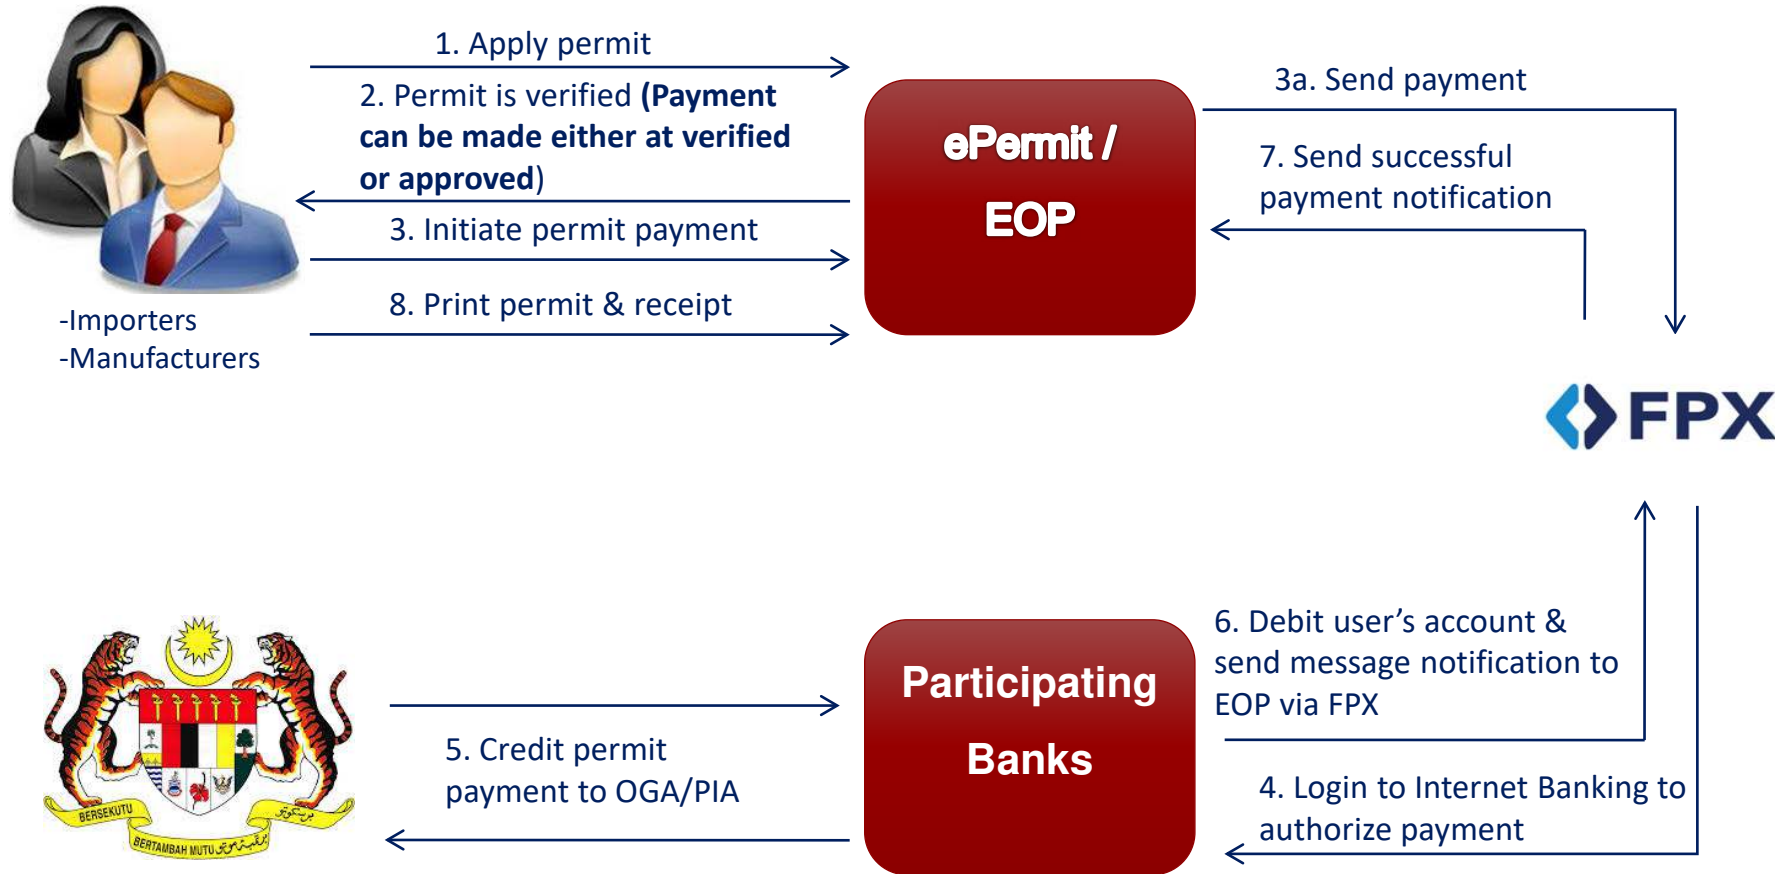 1. Apply permit
2. Permit is verified (Payment
can be made either at verified
or approved)
3. Initiate permit payment
8. Print permit & receipt
-Importers
-Manufacturers
ePermit /
EOP
3a. Send payment
7. Send successful
payment notification
FPX
6. Debit user’s account &
send message notification to
EOP via FPX
4. Login to Internet Banking to
authorize payment
Participating
Banks
5. Credit permit
payment to OGA/PIA
BERSEKUTU
BERTAMBAH MUTU